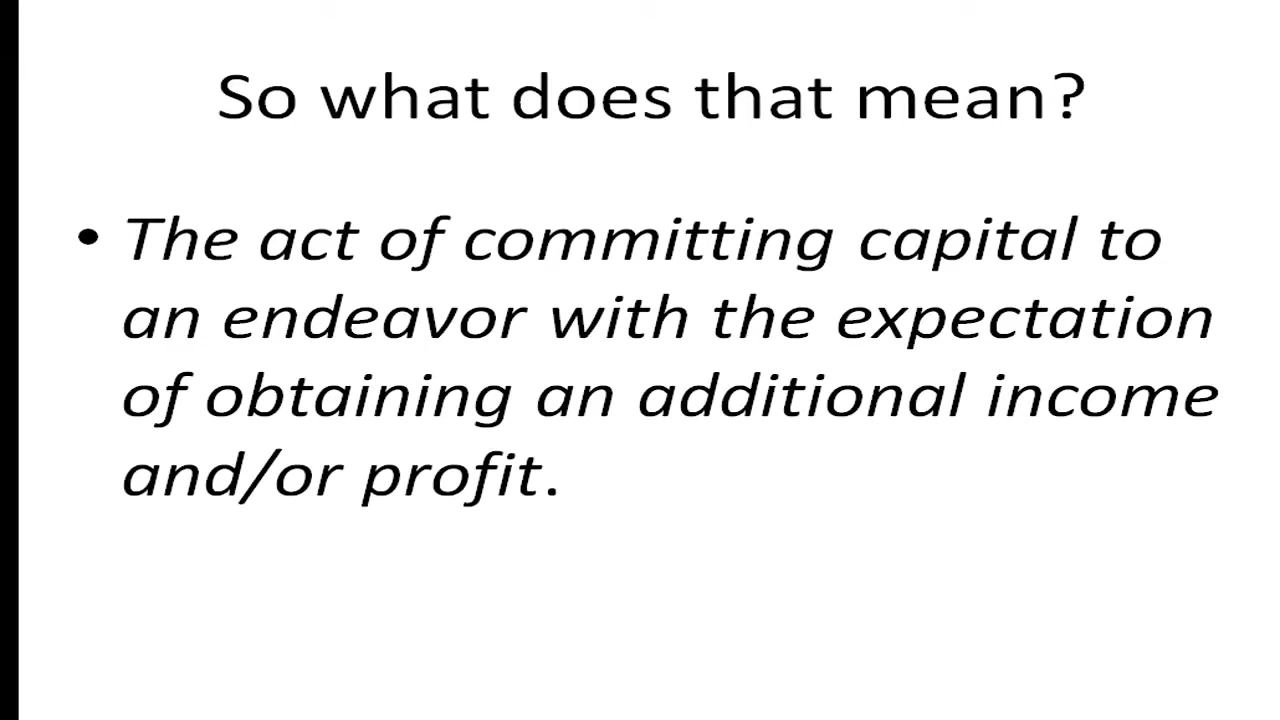 So what does that mean?
• The act of committing capital to
an endeavor with the expectation
of obtaining an additional income
and/or profit.